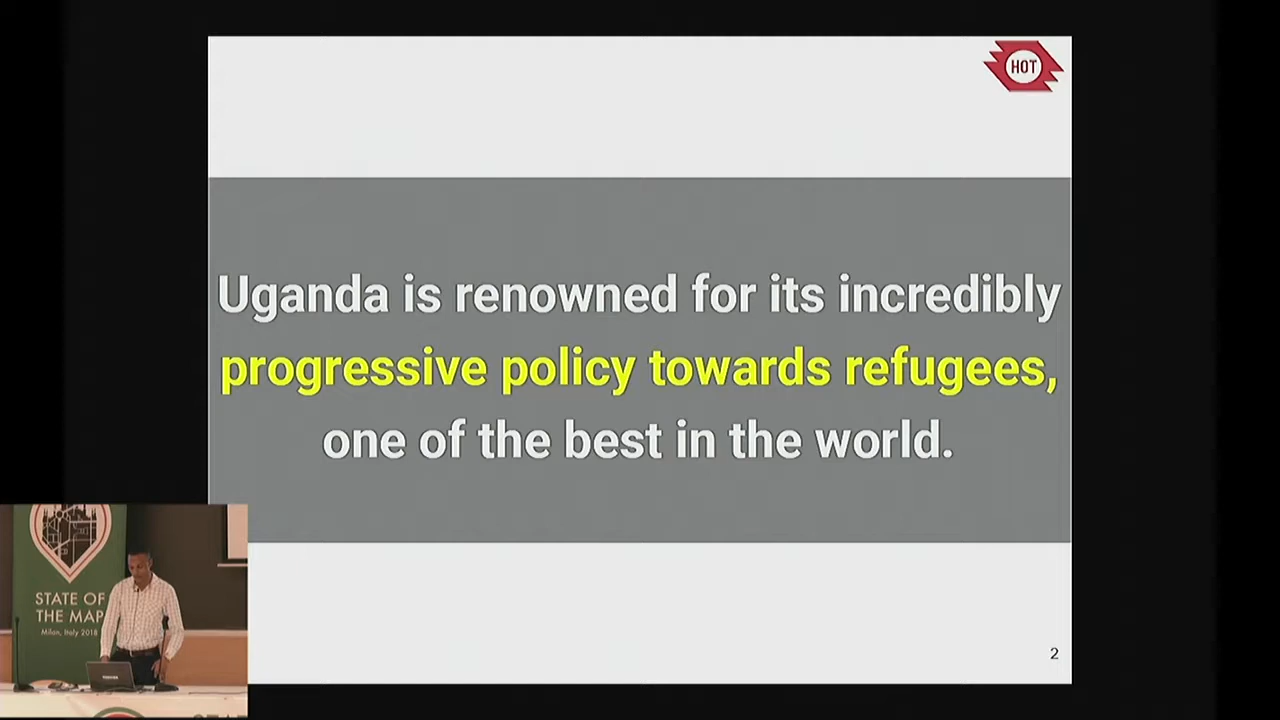 HOT
Uganda is renowned for its incredibly
progressive policy towards refugees,
one of the best in the world.
STATE OF
THE MAP
Milan, Italy 2018
2